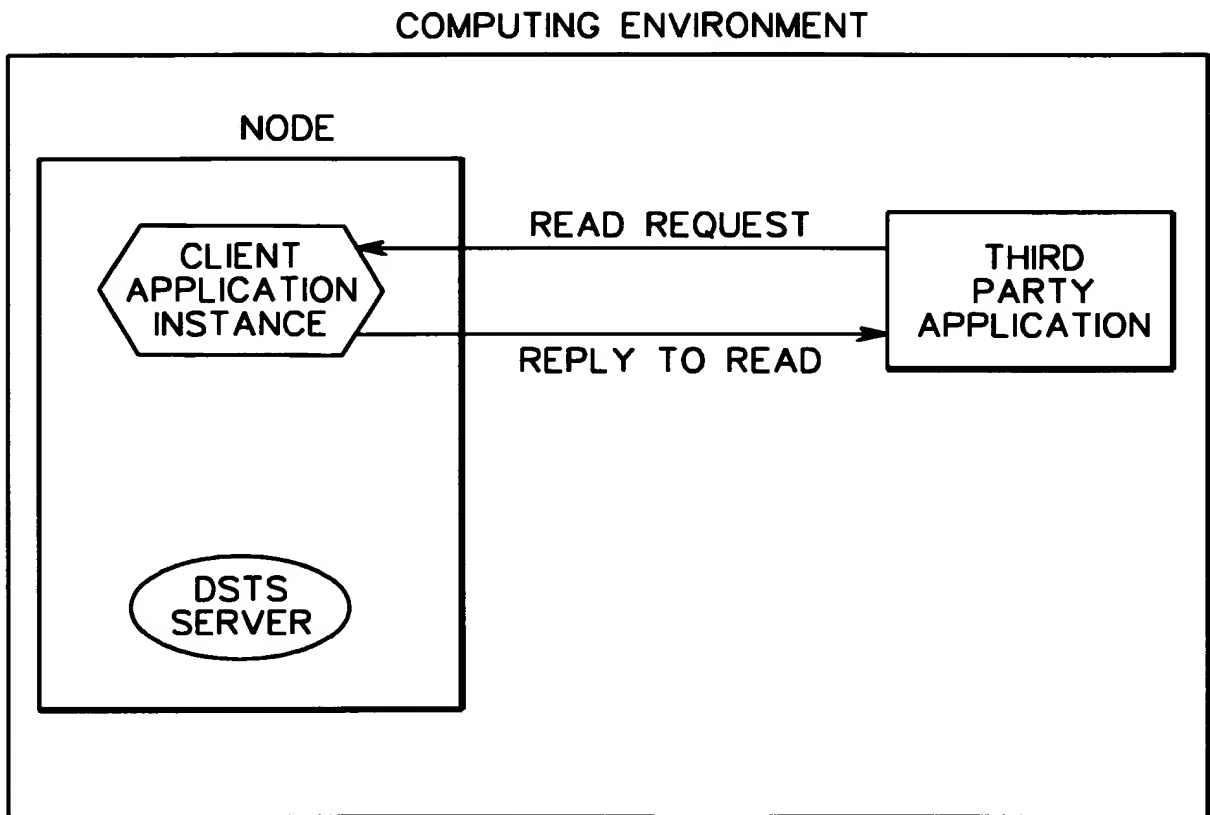 COMPUTING ENVIRONMENT
NODE
CLIENT
APPLICATION
INSTANCE
READ REQUEST
REPLY TO READ
THIRD
PARTY
APPLICATION
DSTS
SERVER